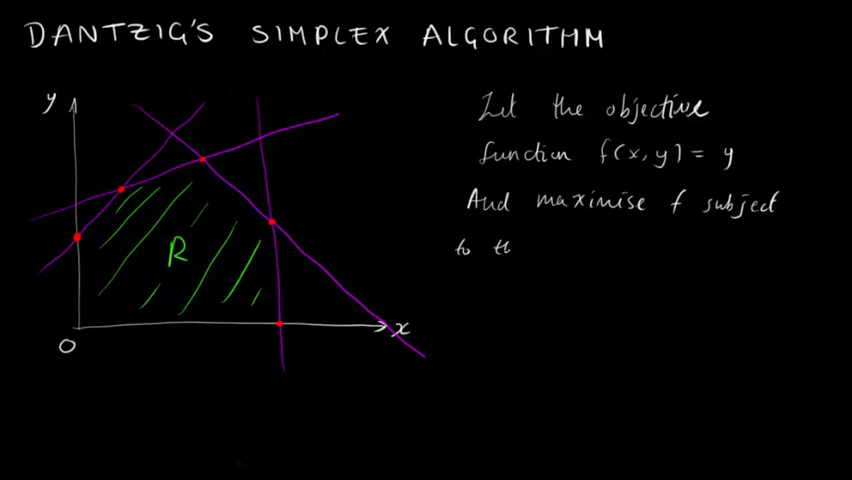 DANTZIG'S SIMPLEX ALGORITHM
y
Let the objective
function f(x,y) = y
And maximise f subject
to th
R
x
O